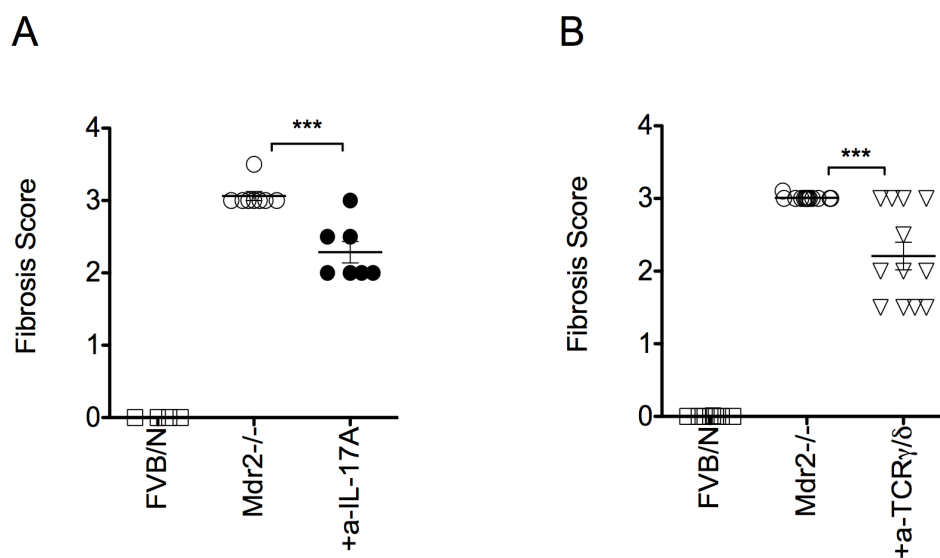 A
Fibrosis Score
4
3
2
1
0
***
FVB/N
Mdr2-/-
+a-IL-17A
B
Fibrosis Score
4
3
2
1
0
***
FVB/N
Mdr2-/-
+a-TCRγ/δ